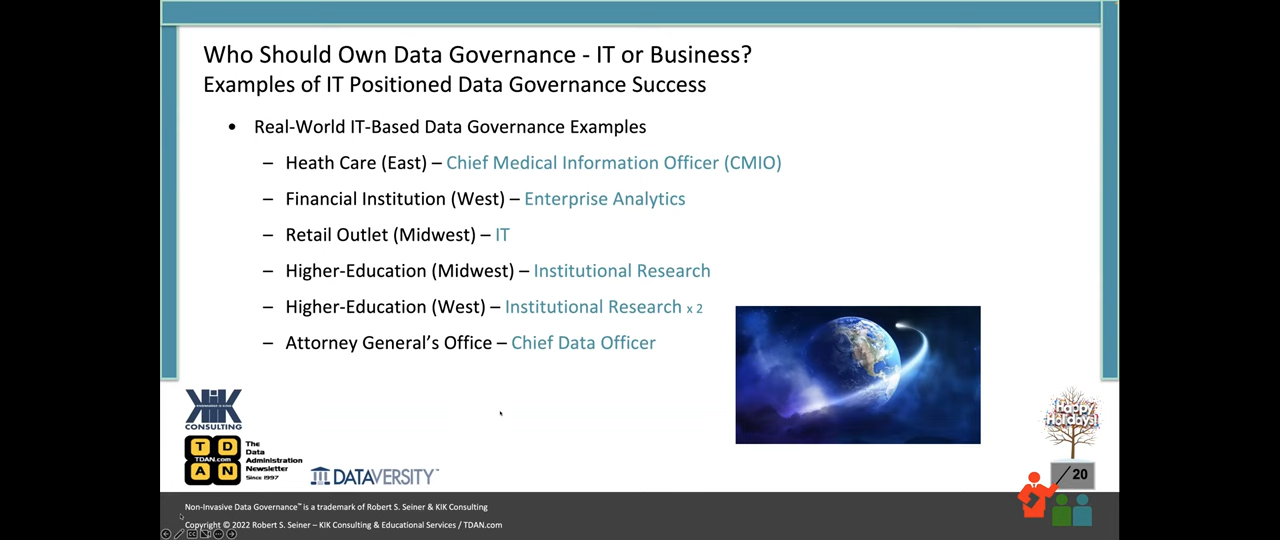 Who Should Own Data Governance - IT or Business?
Examples of IT Positioned Data Governance Success
• Real-World IT-Based Data Governance Examples
– Heath Care (East) – Chief Medical Information Officer (CMIO)
– Financial Institution (West) – Enterprise Analytics
– Retail Outlet (Midwest) – IT
– Higher-Education (Midwest) – Institutional Research
– Higher-Education (West) – Institutional Research x 2
– Attorney General's Office – Chief Data Officer
KIK
CONSULTING
T D
TDAN.com
A N
The
Data
Administration
Newsletter
Since 1997
DATAVERSITY
Happy
Holidays!
/ 20
Non-Invasive Data Governance™ is a trademark of Robert S. Seiner & KIK Consulting
Copyright © 2022 Robert S. Seiner – KIK Consulting & Educational Services / TDAN.com